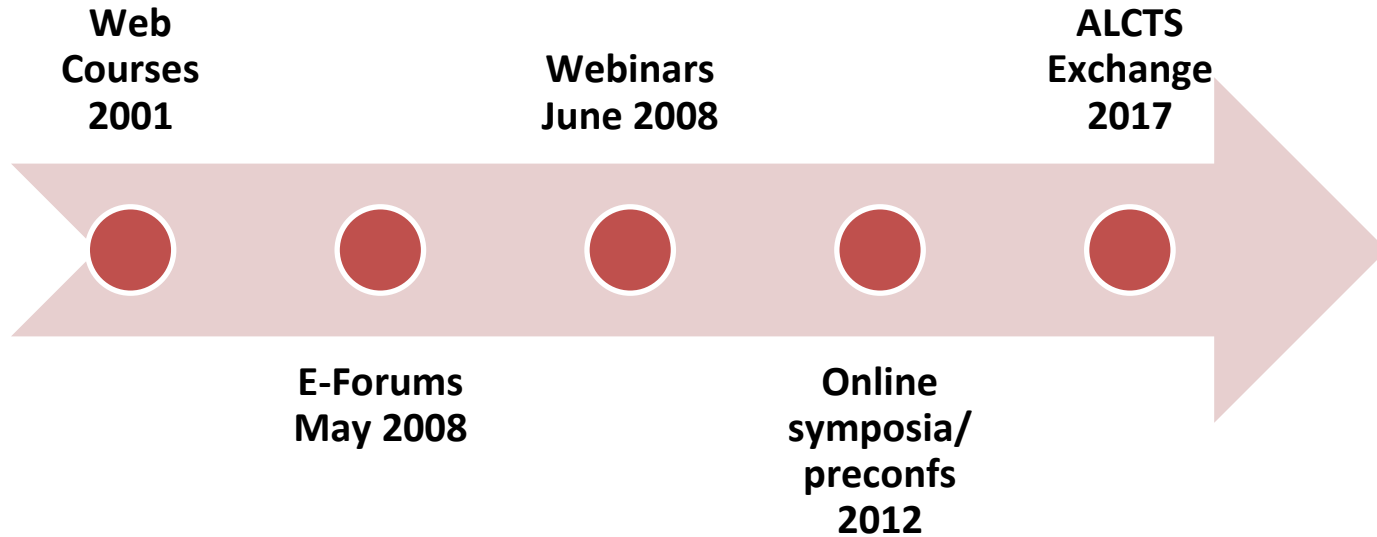 Web
Courses
2001
E-Forums
May 2008
Webinars
June 2008
Online
symposia/
preconfs
2012
ALCTS
Exchange
2017